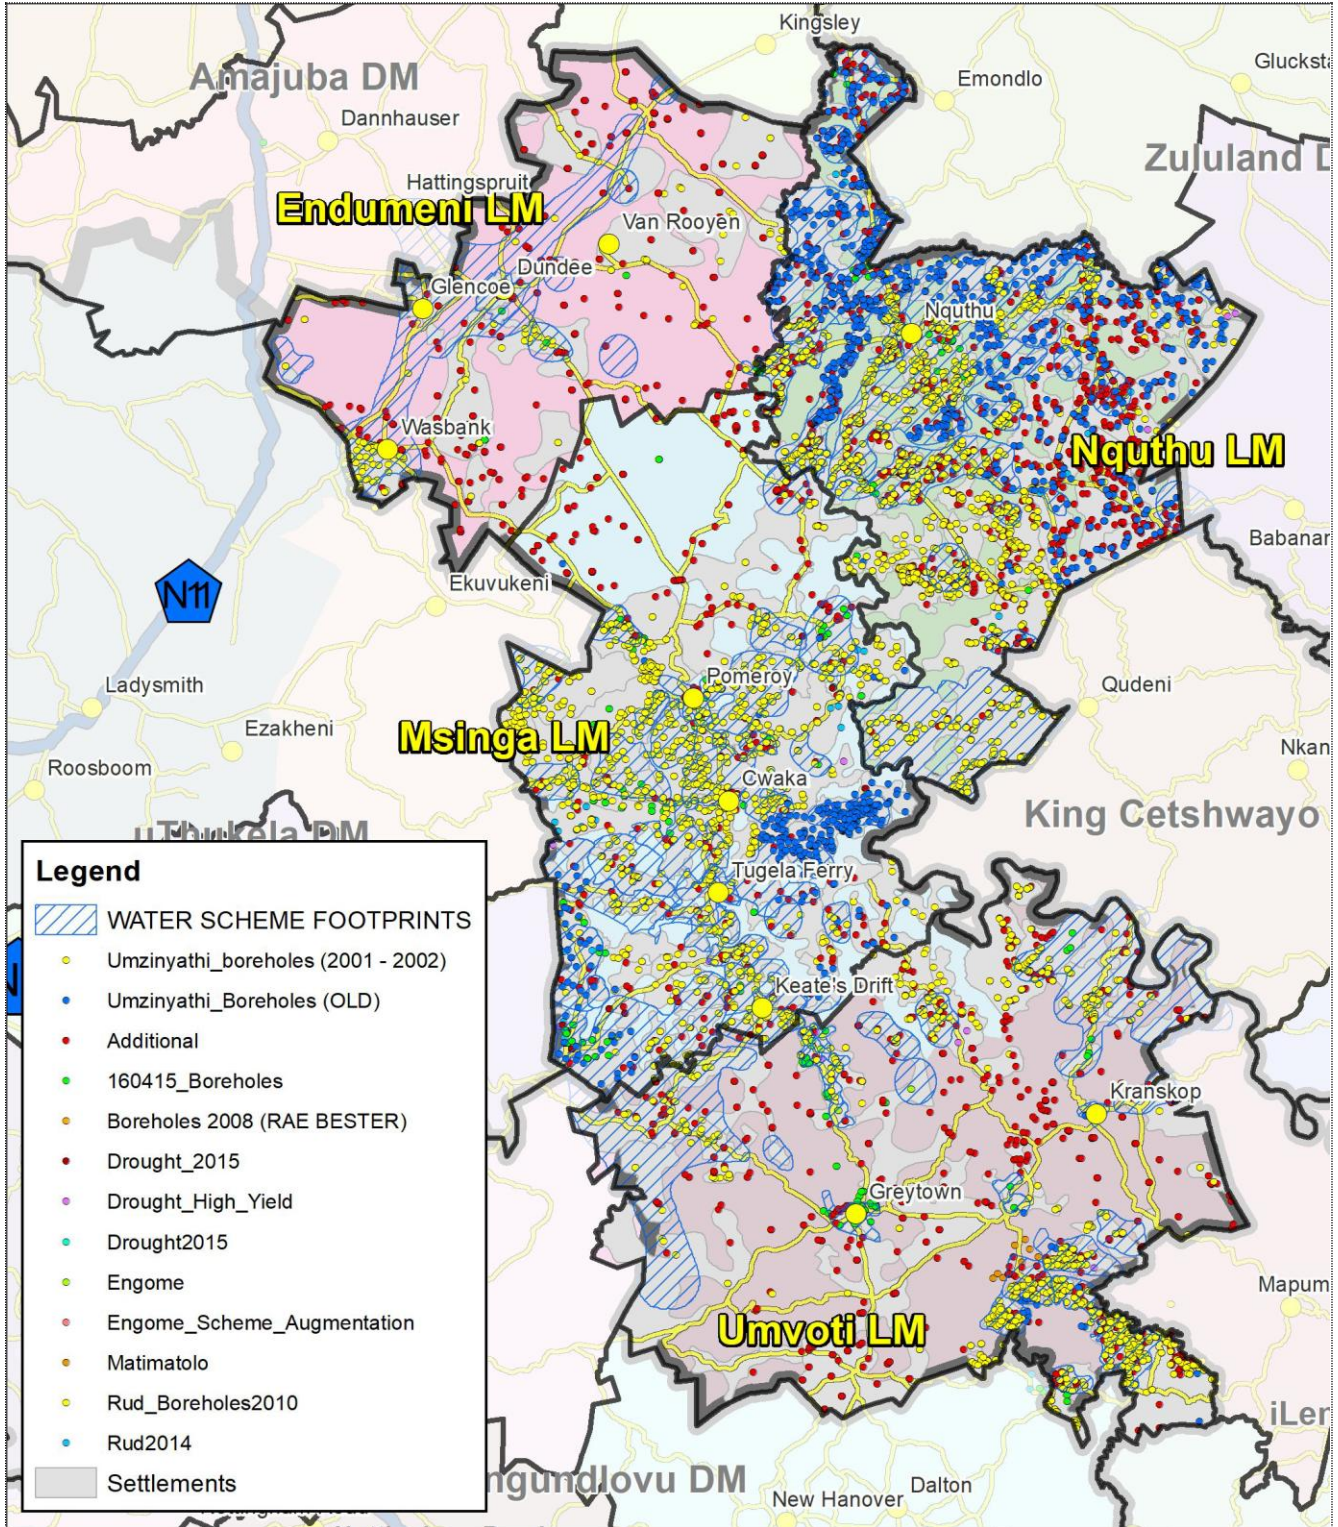 Kingsley
Amajuba DM
Emondlo
Glucksta
Dannhauser
Zululand D
Hattingspruit
Endumeni LM
Van Rooyen
Dundee
Glencoe
Nquthu
Wasbank
Nquthu LM
Babanan
N11
Ekuvukeni
Ladysmith
Pomeroy
Qudeni
Ezakheni
Msinga LM
Nkan
Roosboom
Cwaka
King Cetshwayo
uThukela DM
Tugela Ferry
Keate's Drift
Kranskop
Greytown
Mapum
Umvoti LM
iLem
ngundlovu DM
New Hanover
Dalton
N
Legend
WATER SCHEME FOOTPRINTS
Umzinyathi_boreholes (2001 - 2002)
Umzinyathi_Boreholes (OLD)
Additional
160415_Boreholes
Boreholes 2008 (RAE BESTER)
Drought_2015
Drought_High_Yield
Drought2015
Engome
Engome_Scheme_Augmentation
Matimatolo
Rud_Boreholes2010
Rud2014
Settlements